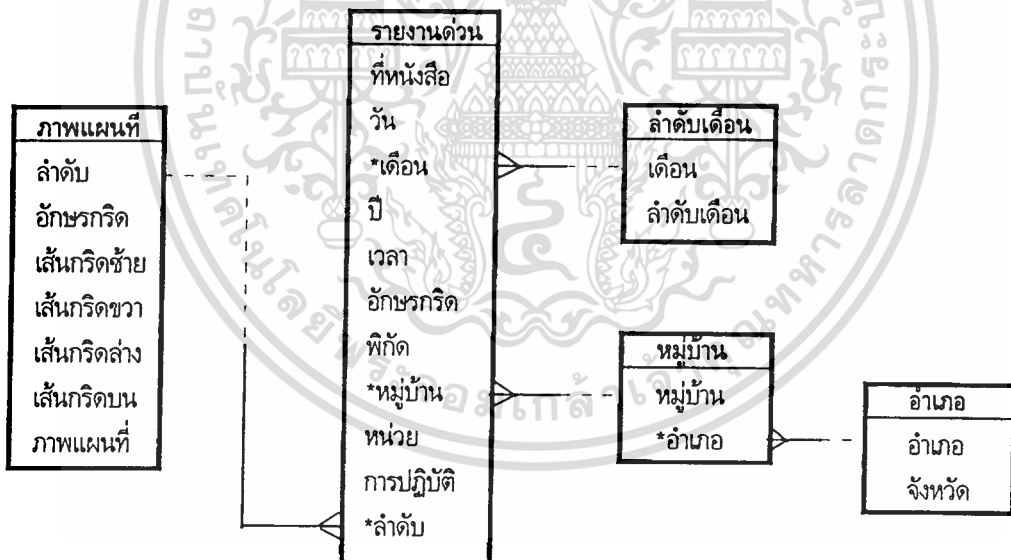 ภาพแผนที่
ลำดับ
อักษรกริด
เส้นกริดซ้าย
เส้นกริดขวา
เส้นกริดล่าง
เส้นกริดบน
ภาพแผนที่
รายงานด่วน
ที่หนังสือ
วัน
*เดือน
ปี
เวลา
อักษรกริด
พิกัด
*หมู่บ้าน
หน่วย
การปฏิบัติ
*ลำดับ
ลำดับเดือน
เดือน
ลำดับเดือน
หมู่บ้าน
หมู่บ้าน
*อำเภอ
อำเภอ
อำเภอ
จังหวัด